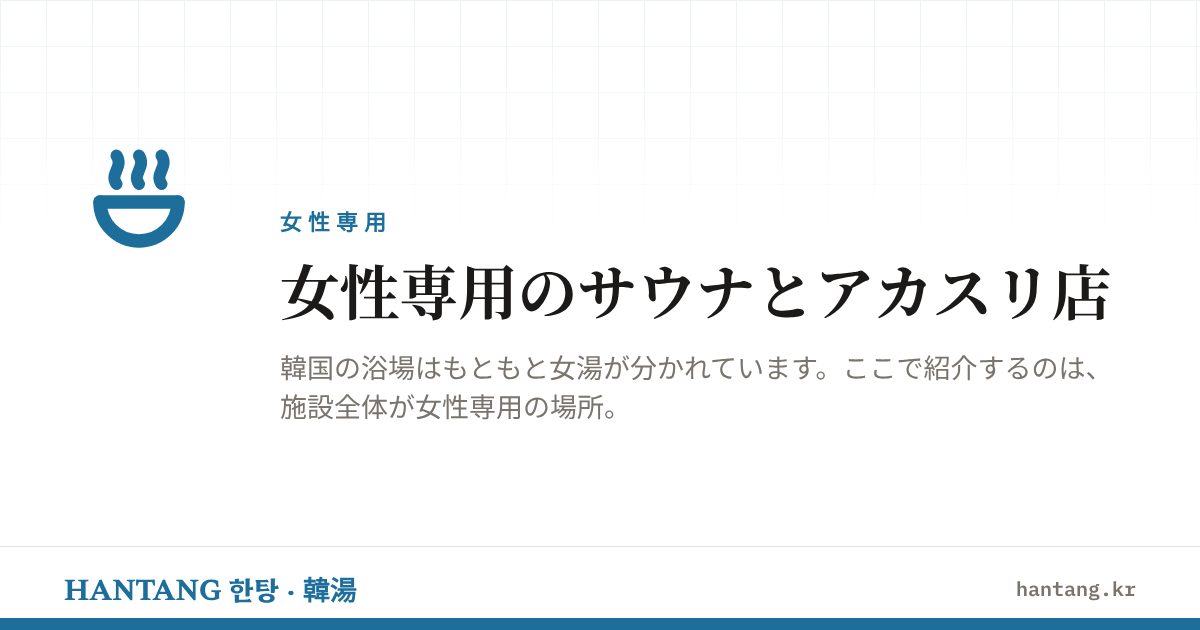 女性専用
女性専用のサウナとアカスリ店
韓国の浴場はもともと女湯が分かれています。ここで紹介するのは、
施設全体が女性専用の場所。
HANTANG 한탕 · 韓湯
hantang.kr